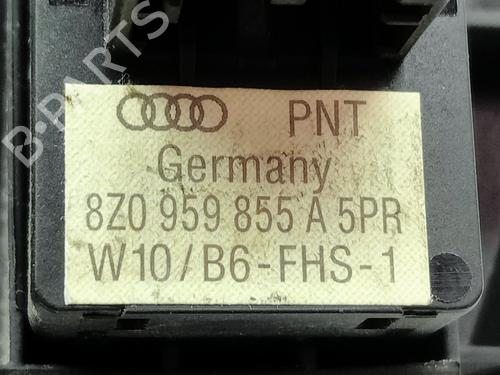 PNT
Germany
8Z0 959 855 A 5PR
W10/B6-FHS-1
B-PARTS